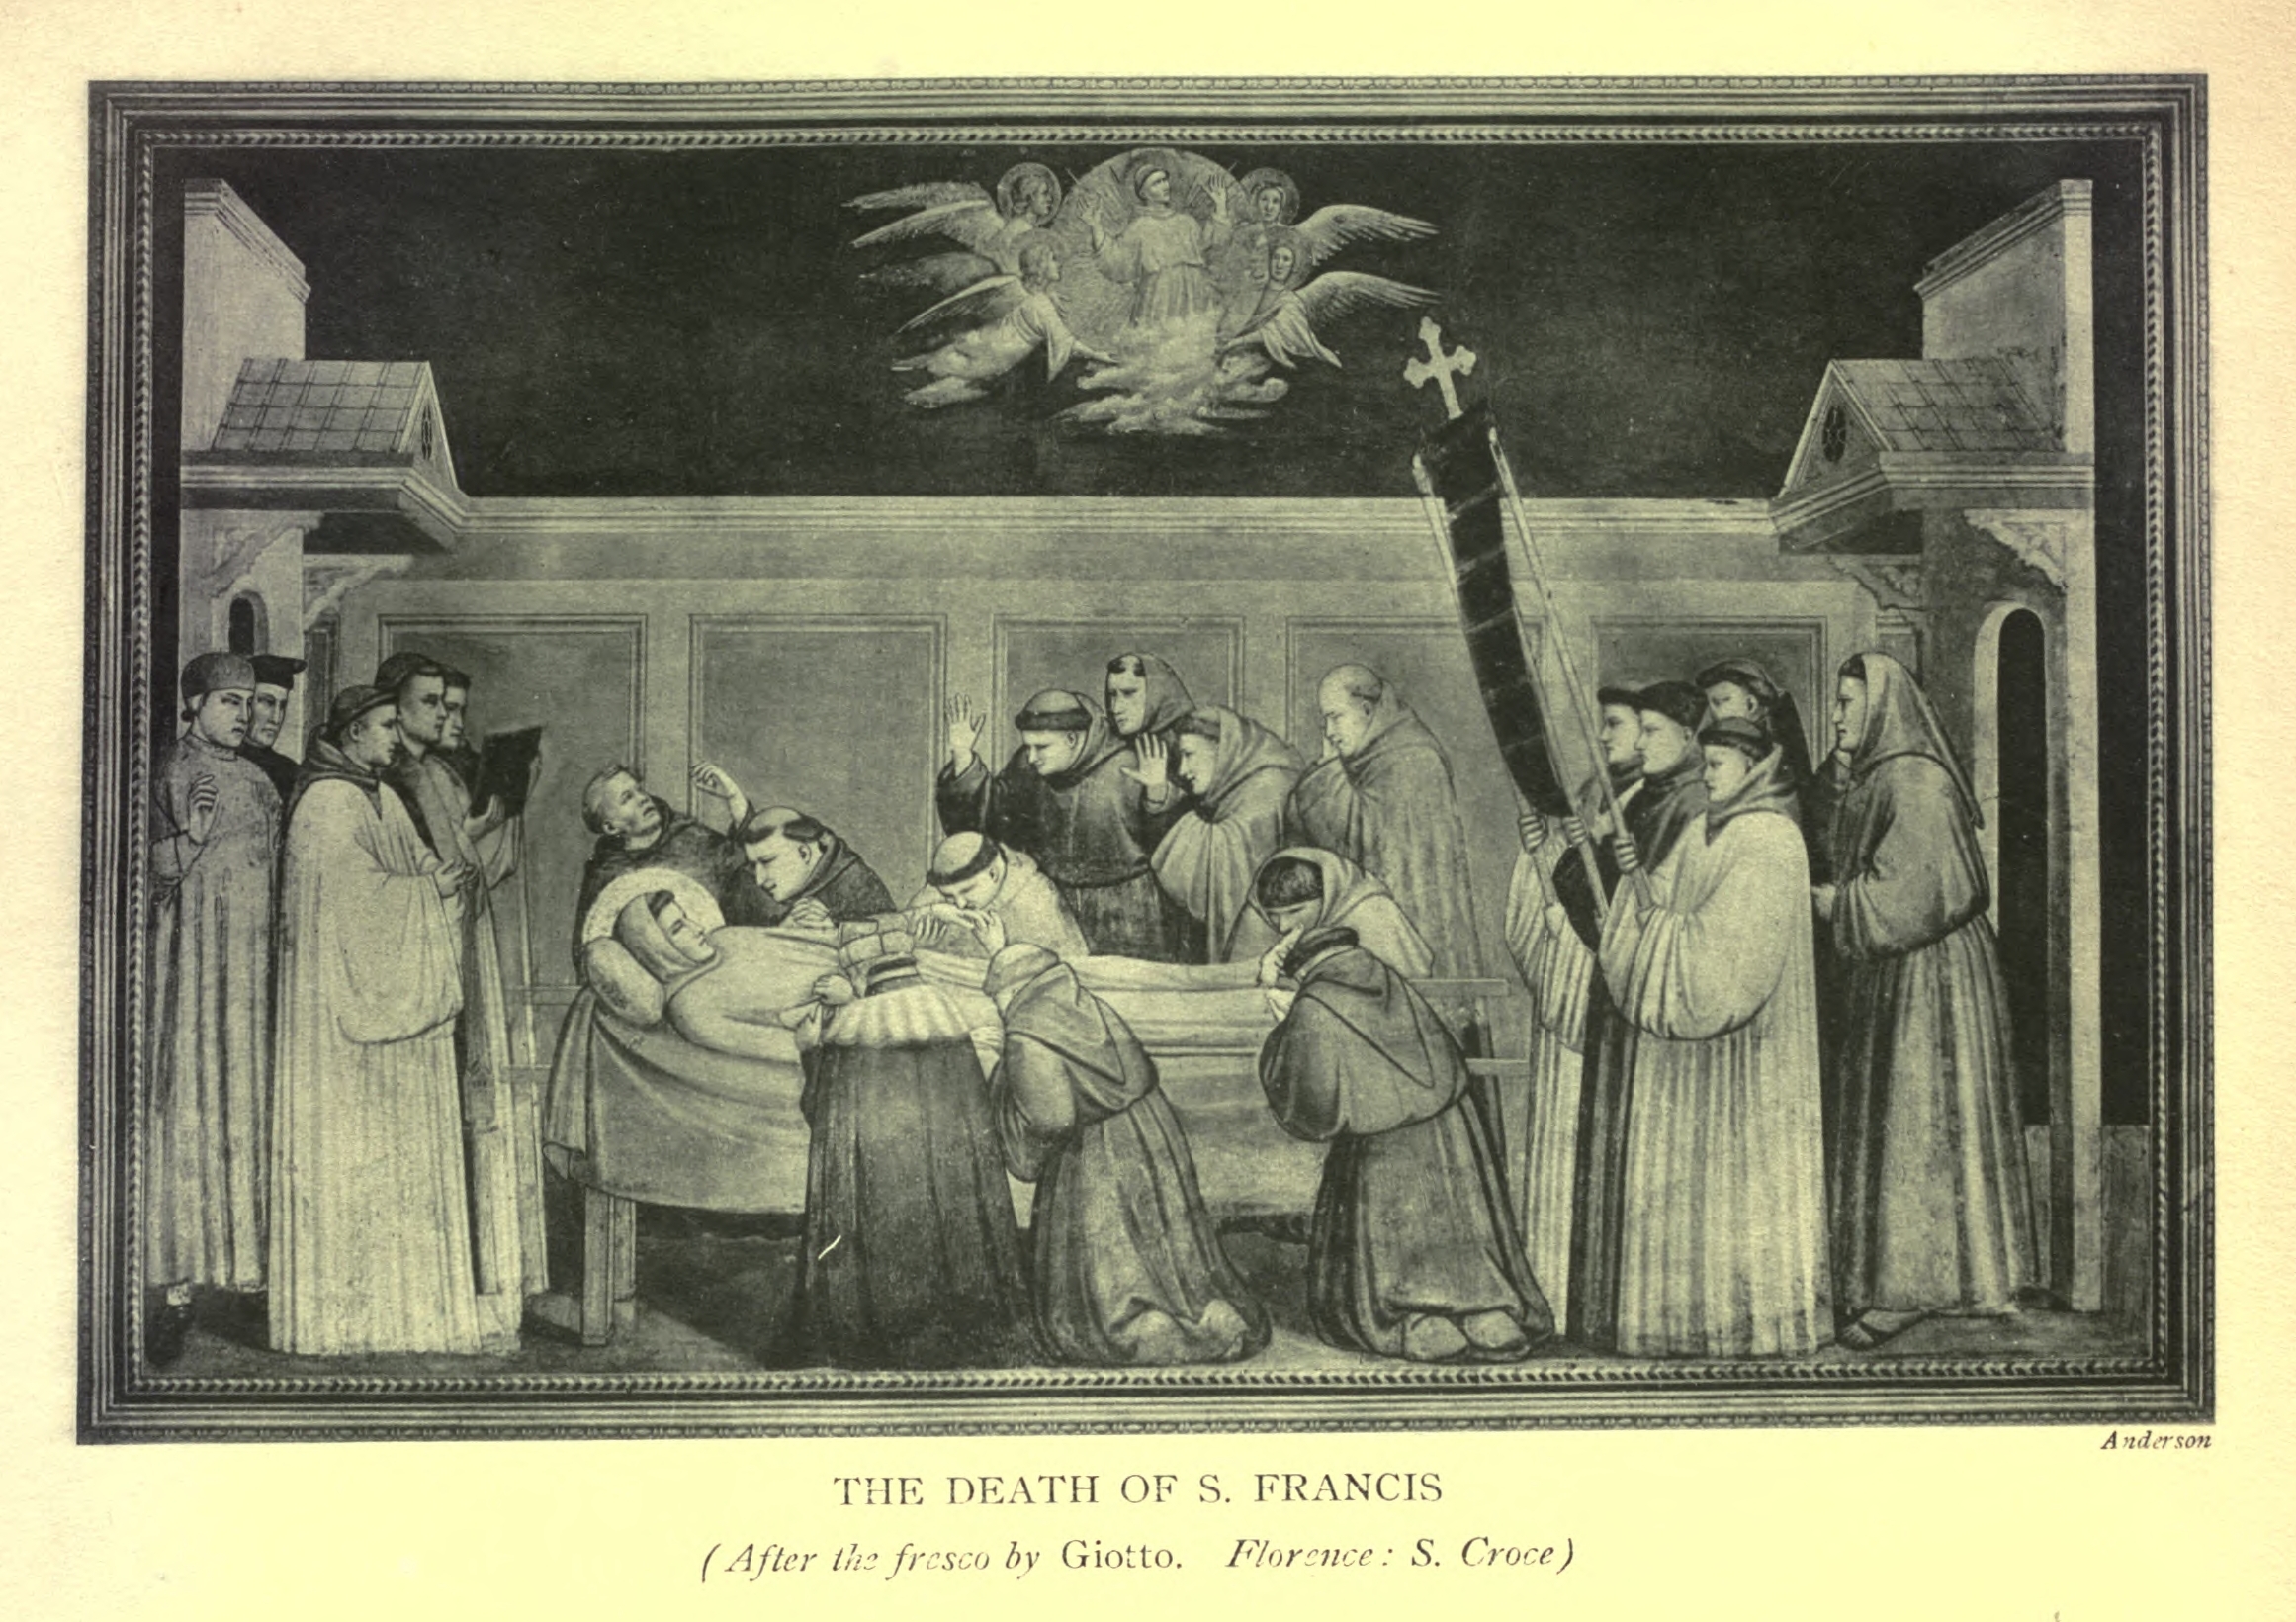 Anderson
THE DEATH OF S. FRANCIS
(After the fresco by Giotto. Florence: S. Croce)